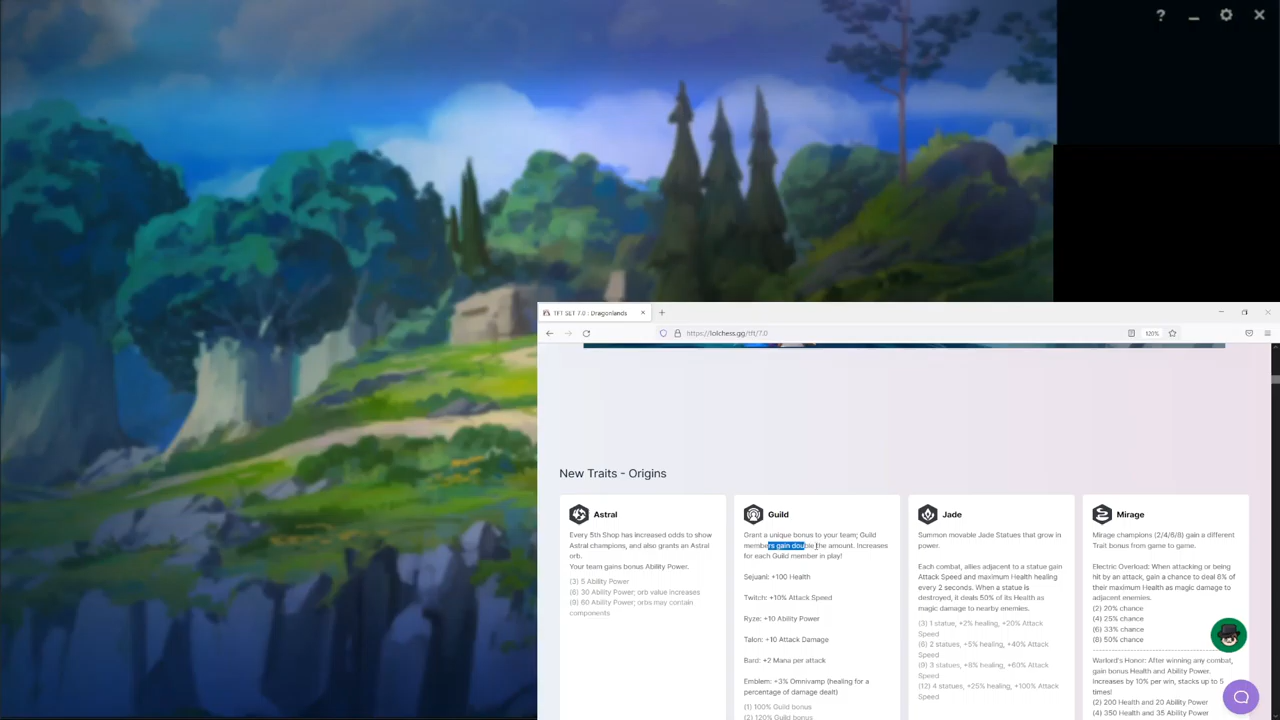 TFT SET 7.0 : Dragonlands
https://lolchess.gg/tft/7.0
120%
New Traits - Origins
Astral
Every 5th Shop has increased odds to show
Astral champions, and also grants an Astral
orb.
Your team gains bonus Ability Power.
(3) 5 Ability Power
(6) 30 Ability Power; orb value increases
(9) 60 Ability Power; orbs may contain
components
Guild
Grant a unique bonus to your team; Guild
members gain double the amount. Increases
for each Guild member in play!
Sejuani: +100 Health
Twitch: +10% Attack Speed
Ryze: +10 Ability Power
Talon: +10 Attack Damage
Bard: +2 Mana per attack
Emblem: +3% Omnivamp (healing for a
percentage of damage dealt)
(1) 100% Guild bonus
(2) 120% Guild bonus
Jade
Summon movable Jade Statues that grow in
power.
Each combat, allies adjacent to a statue gain
Attack Speed and maximum Health healing
every 2 seconds. When a statue is
destroyed, it deals 50% of its Health as
magic damage to nearby enemies.
(3) 1 statue, +2% healing, +20% Attack
Speed
(6) 2 statues, +5% healing, +40% Attack
Speed
(9) 3 statues, +8% healing, +60% Attack
Speed
(12) 4 statues, +25% healing, +100% Attack
Speed
Mirage
Mirage champions (2/4/6/8) gain a different
Trait bonus from game to game.
Electric Overload: When attacking or being
hit by an attack, gain a chance to deal 8% of
their maximum Health as magic damage to
adjacent enemies.
(2) 20% chance
(4) 25% chance
(6) 33% chance
(8) 50% chance
Warlord's Honor: After winning any combat,
gain bonus Health and Ability Power.
Increases by 10% per win, stacks up to 5
times!
(2) 200 Health and 20 Ability Power
(4) 350 Health and 35 Ability Power